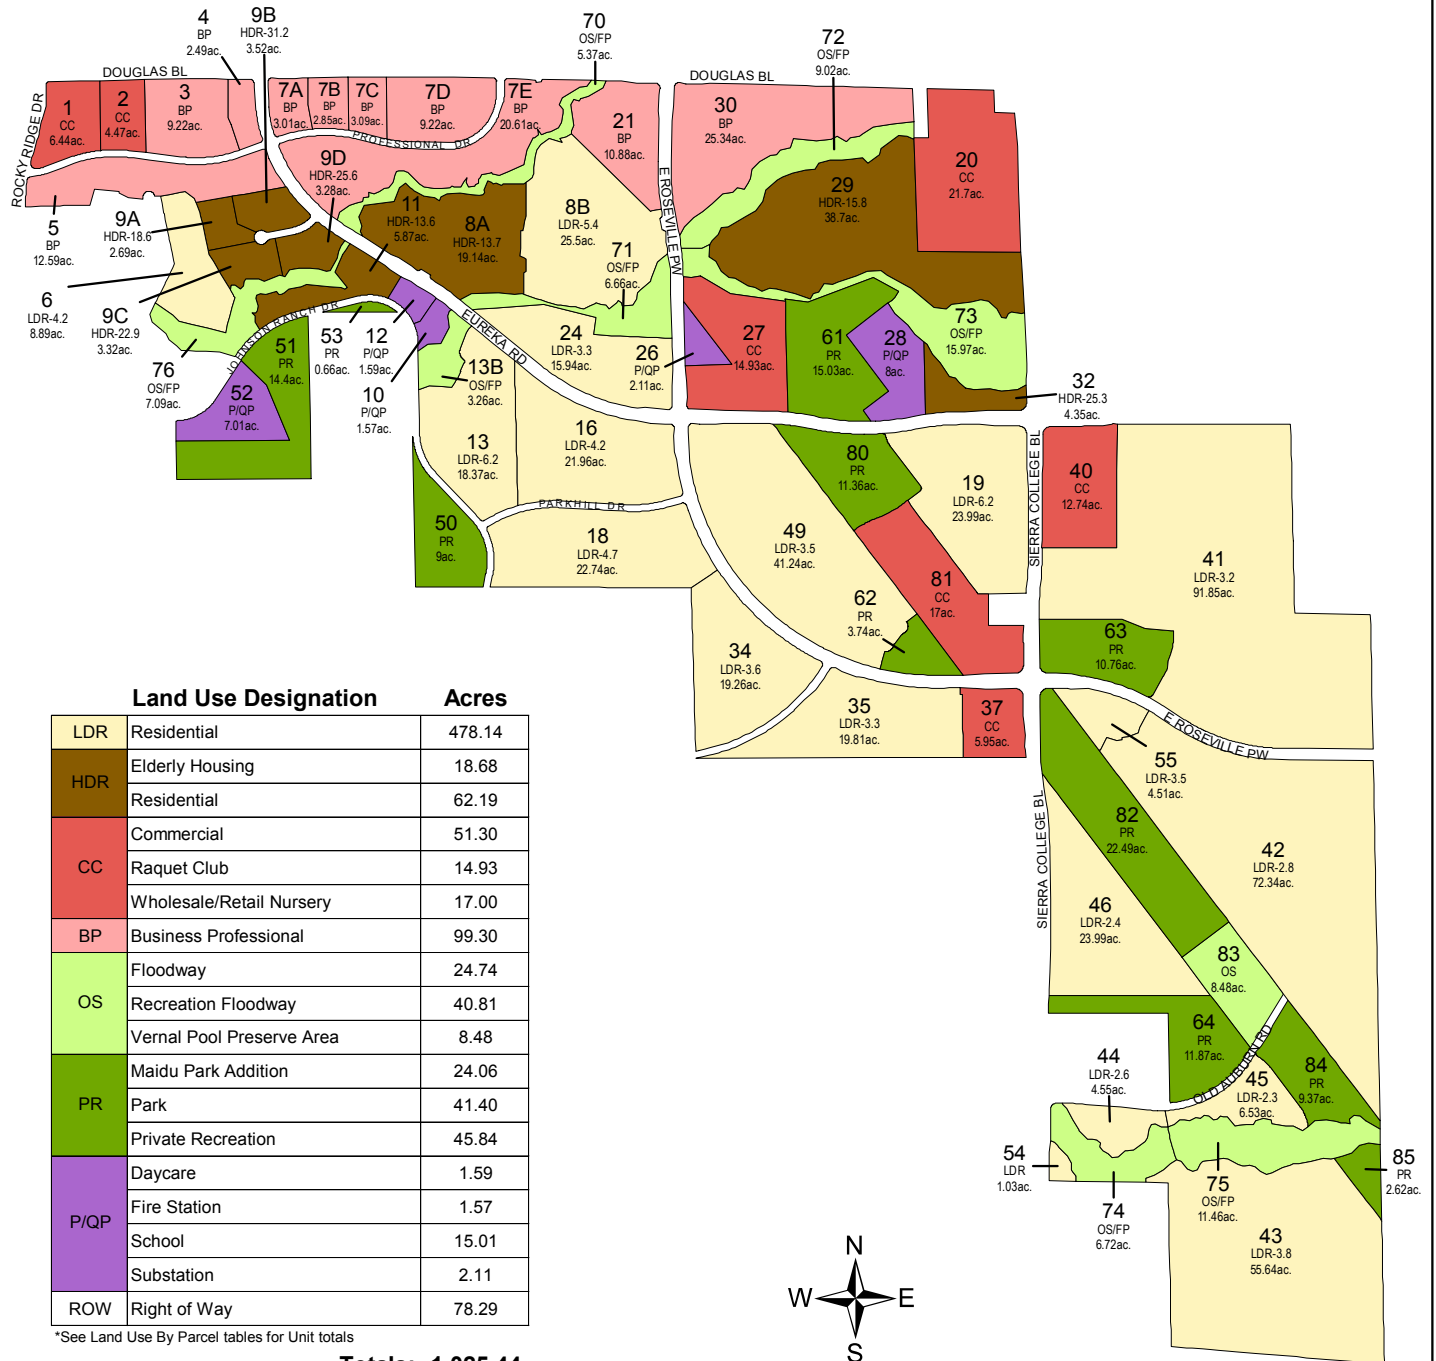 4
BP
2.49ac.
9B
HDR-31.2
3.52ac.
70
OS/FP
5.37ac.
72
OS/FP
9.02ac.
DOUGLAS BL
DOUGLAS BL
ROCKY RIDGE DR
1
CC
6.44ac.
2
CC
4.47ac.
3
BP
9.22ac.
7A
BP
3.01ac.
7B
BP
2.85ac.
7C
BP
3.09ac.
7D
BP
9.22ac.
7E
BP
20.61ac.
PROFESSIONAL DR
21
BP
10.88ac.
30
BP
25.34ac.
20
CC
21.7ac.
E ROSEVILLE PW
5
BP
12.59ac.
9A
HDR-18.6
2.69ac.
9D
HDR-25.6
3.28ac.
11
HDR-13.6
5.87ac.
8A
HDR-13.7
19.14ac.
8B
LDR-5.4
25.5ac.
71
OS/FP
6.66ac.
29
HDR-15.8
38.7ac.
6
LDR-4.2
8.89ac.
9C
HDR-22.9
3.32ac.
JOHNSON RANCH DR
EUREKA RD
76
OS/FP
7.09ac.
51
PR
14.4ac.
52
P/QP
7.01ac.
53
PR
0.66ac.
12
P/QP
1.59ac.
10
P/QP
1.57ac.
13B
OS/FP
3.26ac.
24
LDR-3.3
15.94ac.
26
P/QP
2.11ac.
27
CC
14.93ac.
61
PR
15.03ac.
28
P/QP
8ac.
73
OS/FP
15.97ac.
32
HDR-25.3
4.35ac.
13
LDR-6.2
18.37ac.
16
LDR-4.2
21.96ac.
PARKHILL DR
50
PR
9ac.
18
LDR-4.7
22.74ac.
80
PR
11.36ac.
19
LDR-6.2
23.99ac.
SIERRA COLLEGE BL
40
CC
12.74ac.
49
LDR-3.5
41.24ac.
41
LDR-3.2
91.85ac.
81
CC
17ac.
62
PR
3.74ac.
63
PR
10.76ac.
34
LDR-3.6
19.26ac.
35
LDR-3.3
19.81ac.
37
CC
5.95ac.
E ROSEVILLE PW
55
LDR-3.5
4.51ac.
SIERRA COLLEGE BL
82
PR
22.49ac.
42
LDR-2.8
72.34ac.
46
LDR-2.4
23.99ac.
83
OS
8.48ac.
64
PR
11.87ac.
OLD AUBURN RD
44
LDR-2.6
4.55ac.
45
LDR-2.3
6.53ac.
84
PR
9.37ac.
54
LDR
1.03ac.
74
OS/FP
6.72ac.
75
OS/FP
11.46ac.
85
PR
2.62ac.
43
LDR-3.8
55.64ac.
Land Use Designation Acres
LDR Residential 478.14
HDR Elderly Housing 18.68
Residential 62.19
CC Commercial 51.30
Raquet Club 14.93
Wholesale/Retail Nursery 17.00
BP Business Professional 99.30
OS Floodway 24.74
Recreation Floodway 40.81
Vernal Pool Preserve Area 8.48
PR Maidu Park Addition 24.06
Park 41.40
Private Recreation 45.84
P/QP Daycare 1.59
Fire Station 1.57
School 15.01
Substation 2.11
ROW Right of Way 78.29
*See Land Use By Parcel tables for Unit totals
Totals: 1,025.44
N
W E
S